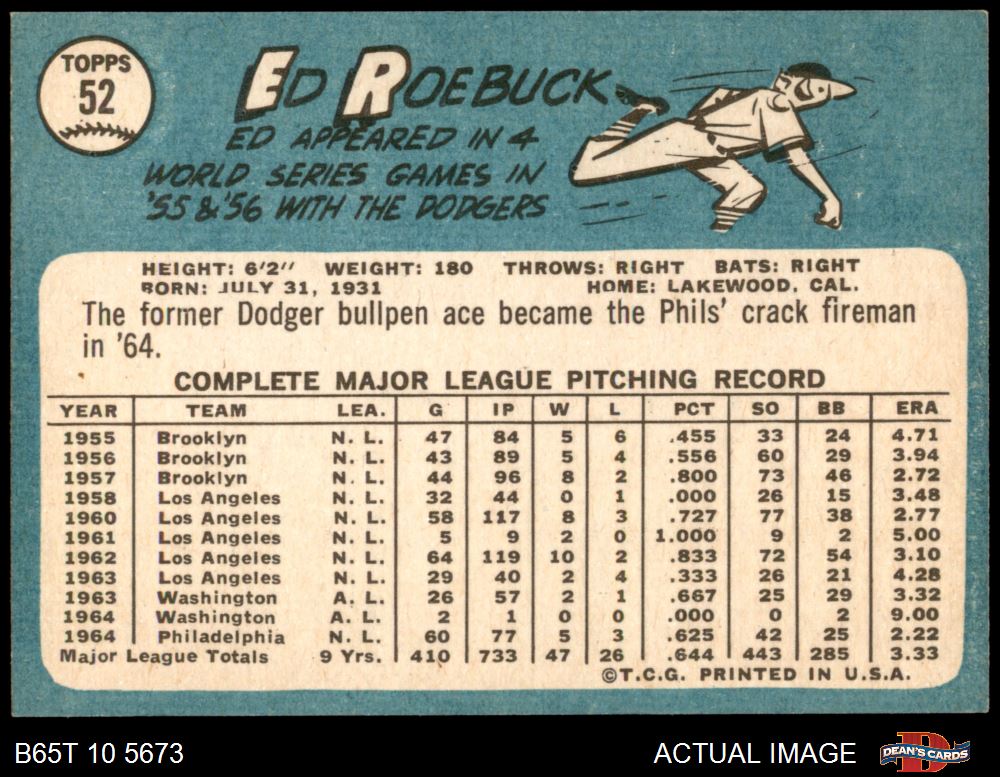 TOPPS
52
ED ROEBUCK
ED APPEARED IN 4
WORLD SERIES GAMES IN
'55 & '56 WITH THE DODGERS
HEIGHT: 6'2" WEIGHT: 180 THROWS: RIGHT BATS: RIGHT
BORN: JULY 31, 1931 HOME: LAKEWOOD, CAL.
The former Dodger bullpen ace became the Phils' crack fireman
in '64.
COMPLETE MAJOR LEAGUE PITCHING RECORD
YEAR TEAM LEA. G IP W L PCT SO BB ERA
1955 Brooklyn N. L. 47 84 5 6 .455 33 24 4.71
1956 Brooklyn N. L. 43 89 5 4 .556 60 29 3.94
1957 Brooklyn N. L. 44 96 8 2 .800 73 46 2.72
1958 Los Angeles N. L. 32 44 0 1 .000 26 15 3.48
1960 Los Angeles N. L. 58 117 8 3 .727 77 38 2.77
1961 Los Angeles N. L. 5 9 2 0 1.000 9 2 5.00
1962 Los Angeles N. L. 64 119 10 2 .833 72 54 3.10
1963 Los Angeles N. L. 29 40 2 4 .333 26 21 4.28
1963 Washington A. L. 26 57 2 1 .667 25 29 3.32
1964 Washington A. L. 2 1 0 0 .000 0 2 9.00
1964 Philadelphia N. L. 60 77 5 3 .625 42 25 2.22
Major League Totals 9 Yrs. 410 733 47 26 .644 443 285 3.33
©T.C.G. PRINTED IN U.S.A.
B65T 10 5673 ACTUAL IMAGE DEAN'S CARDS